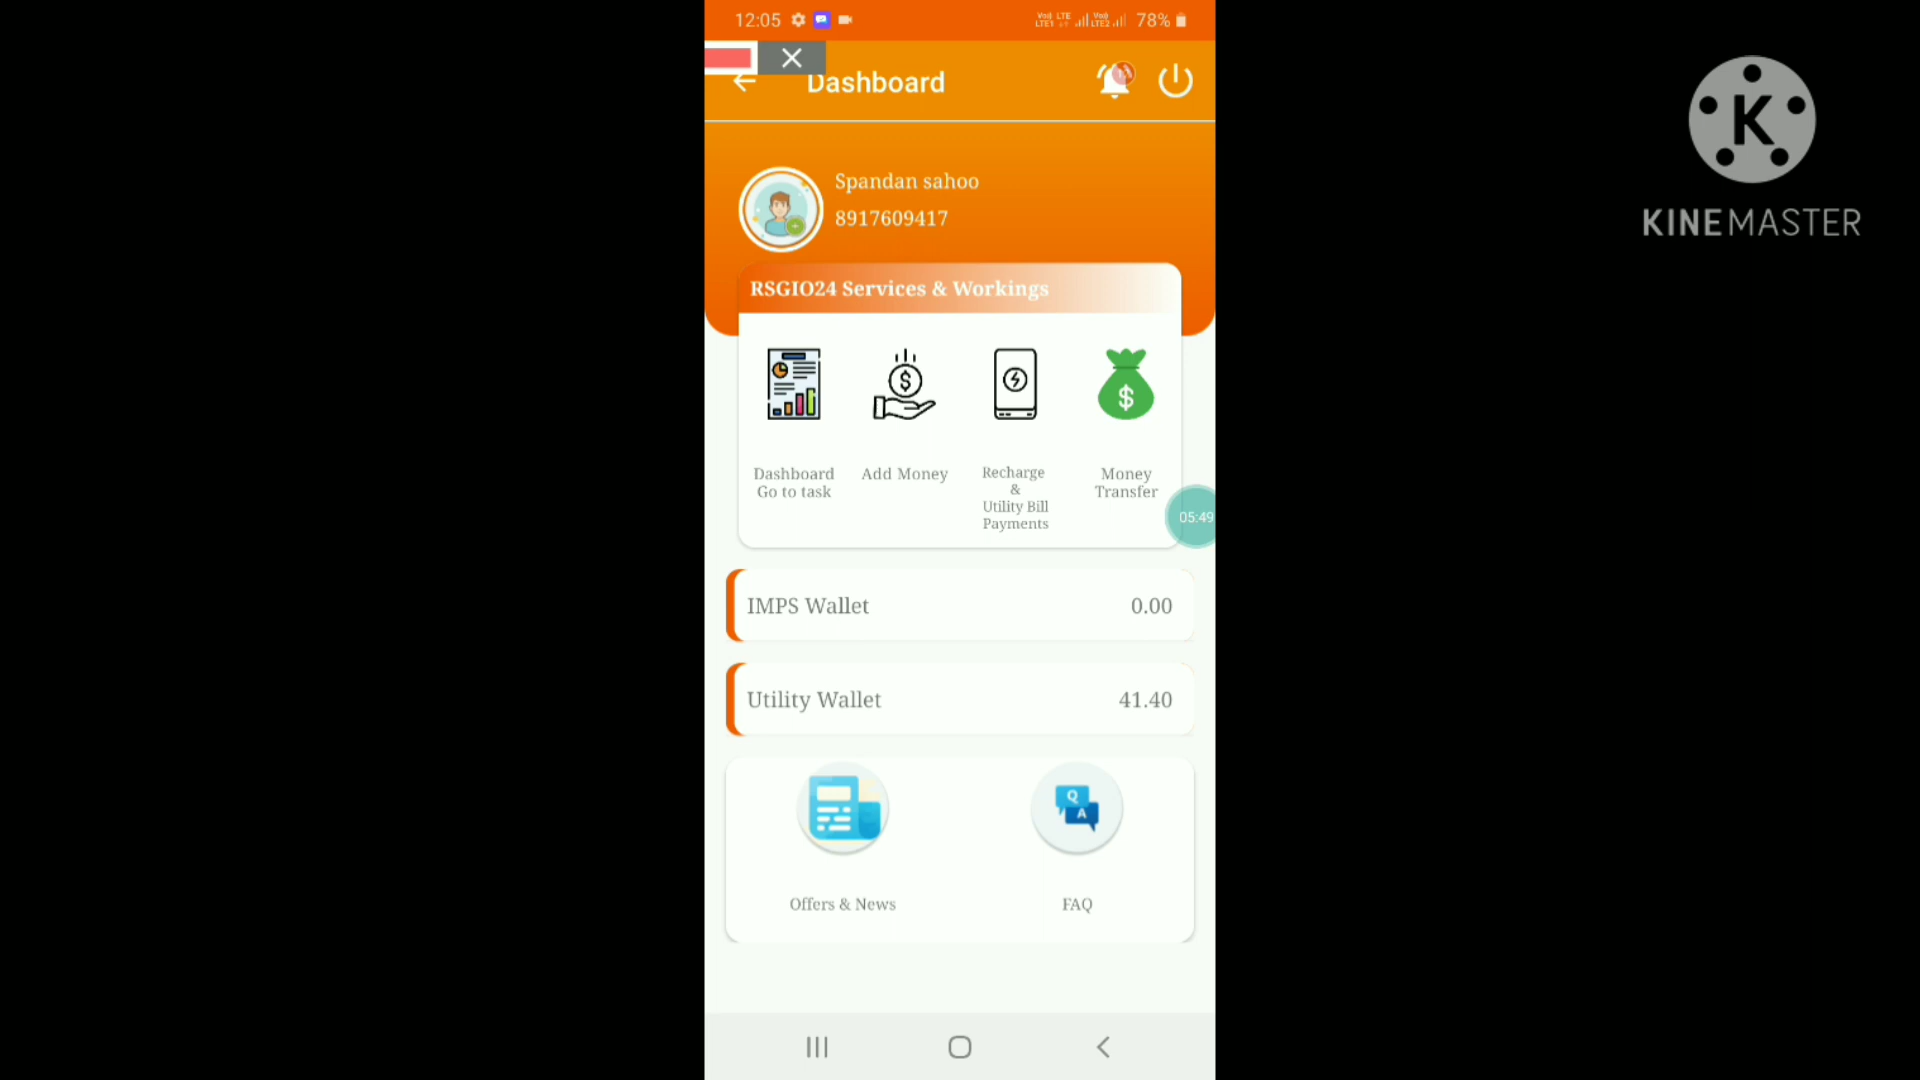 12:05
78%
Dashboard
Spandan sahoo
8917609417
RSGIO24 Services & Workings
Dashboard
Go to task
Add Money
Recharge
&
Utility Bill
Payments
Money
Transfer
05:49
IMPS Wallet
0.00
Utility Wallet
41.40
Q
A
Offers & News
FAQ
K
KINEMASTER